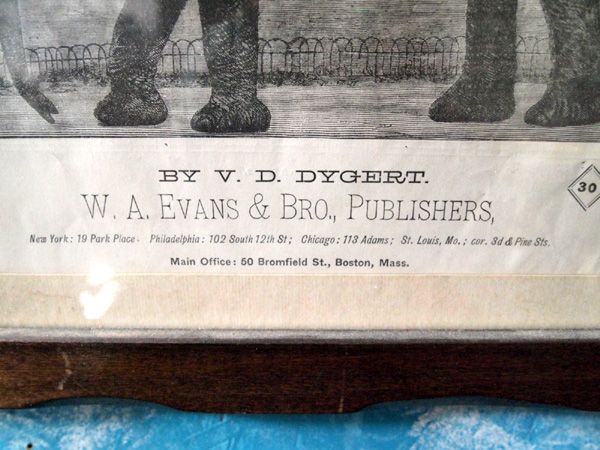 BY V. D. DYGERT.
30
W. A. EVANS & BRO., PUBLISHERS,
New York: 19 Park Place. Philadelphia: 102 South 12th St; Chicago: 113 Adams; St. Louis, Mo.; cor. 3d & Pine Sts.
Main Office: 50 Bromfield St., Boston, Mass.